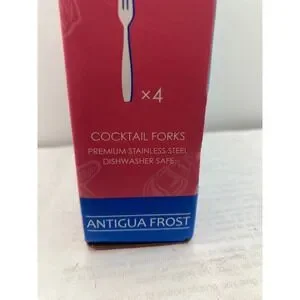 ×4
COCKTAIL FORKS
PREMIUM STAINLESS STEEL
DISHWASHER SAFE
ANTIGUA FROST